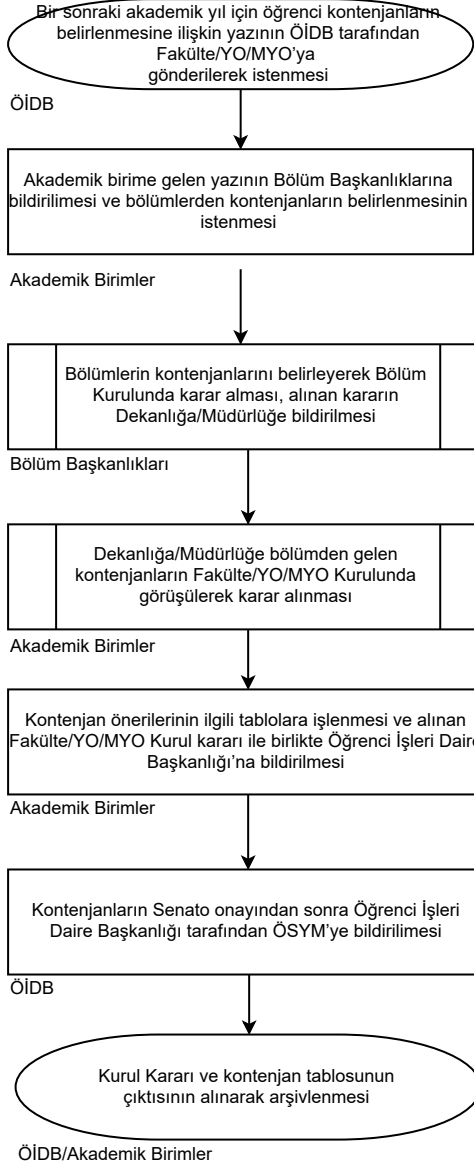 Bir sonraki akademik yıl için öğrenci kontenjanların
belirlenmesine ilişkin yazının ÖİDB tarafından
Fakülte/YO/MYO’ya
gönderilerek istenmesi
ÖİDB
Akademik birime gelen yazının Bölüm Başkanlıklarına
bildirilimesi ve bölümlerden kontenjanların belirlenmesinin
istenmesi
Akademik Birimler
Bölümlerin kontenjanlarını belirleyerek Bölüm
Kurulunda karar alması, alınan kararın
Dekanlığa/Müdürlüğe bildirilmesi
Bölüm Başkanlıkları
Dekanlığa/Müdürlüğe bölümden gelen
kontenjanların Fakülte/YO/MYO Kurulunda
görüşülerek karar alınması
Akademik Birimler
Kontenjan önerilerinin ilgili tablolara işlenmesi ve alınan
Fakülte/YO/MYO Kurul kararı ile birlikte Öğrenci İşleri Daire
Başkanlığı’na bildirilmesi
Akademik Birimler
Kontenjanların Senato onayından sonra Öğrenci İşleri
Daire Başkanlığı tarafından ÖSYM’ye bildirilimesi
ÖİDB
Kurul Kararı ve kontenjan tablosunun
çıktısının alınarak arşivlenmesi
ÖİDB/Akademik Birimler